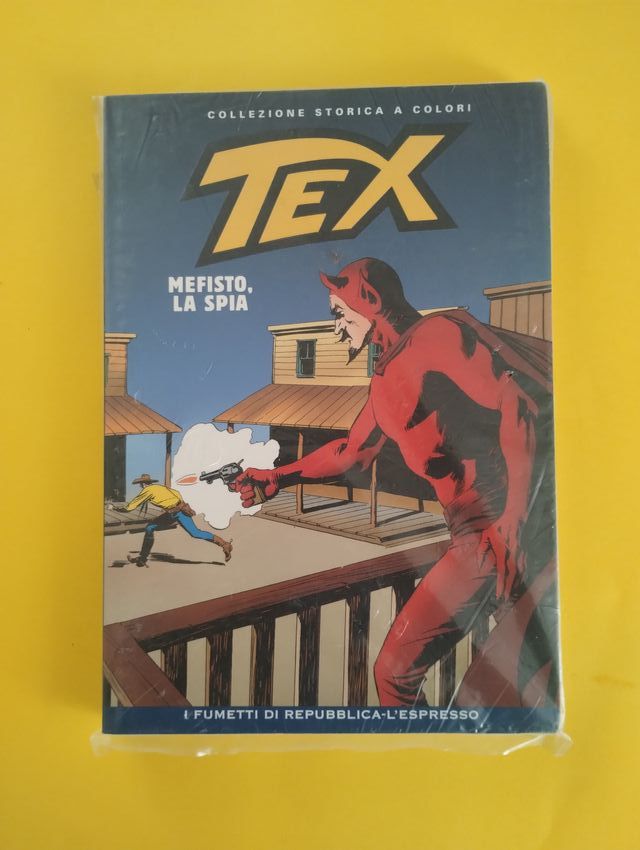 COLLEZIONE STORICA A COLORI
TEX
MEFISTO,
LA SPIA
I FUMETTI DI REPUBBLICA-L'ESPRESSO